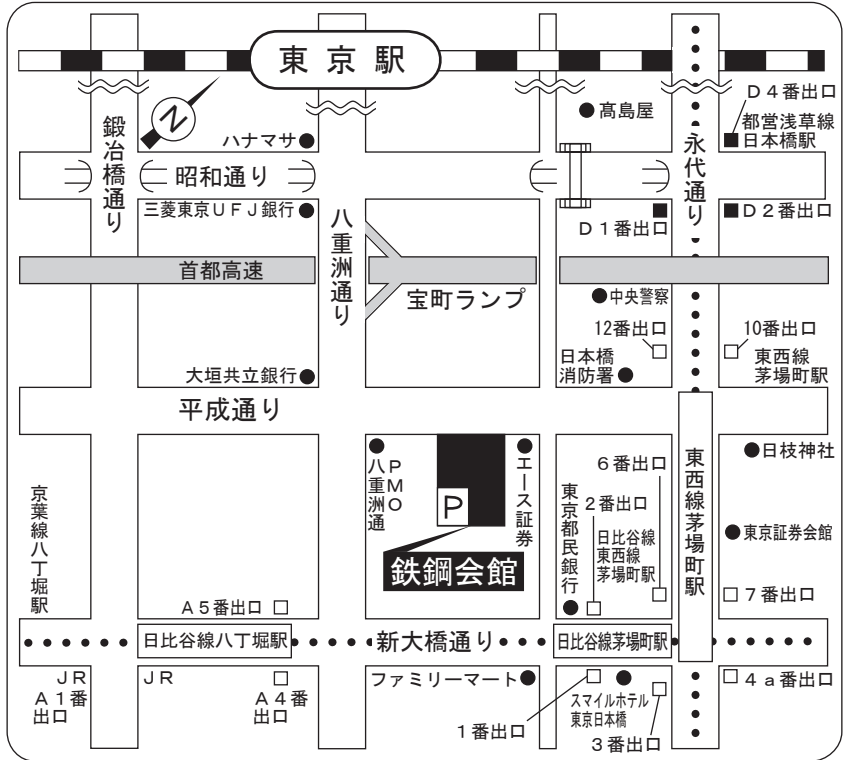 東京駅
N
鍛冶橋通り
ハナマサ
昭和通り
三菱東京ＵＦＪ銀行
八重洲通り
髙島屋
永代通り
Ｄ４番出口
都営浅草線
日本橋駅
Ｄ１番出口
Ｄ２番出口
首都高速
宝町ランプ
中央警察
12番出口
日本橋
消防署
10番出口
東西線
茅場町駅
大垣共立銀行
平成通り
ＰＭＯ
八重洲通
P
エース証券
鉄鋼会館
東京都民銀行
６番出口
２番出口
日比谷線
東西線
茅場町駅
東西線茅場町駅
日枝神社
東京証券会館
７番出口
京葉線八丁堀駅
Ａ５番出口
日比谷線八丁堀駅
新大橋通り
日比谷線茅場町駅
ＪＲ
Ａ１番
出口
ＪＲ
Ａ４番
出口
ファミリーマート
１番出口
スマイルホテル
東京日本橋
３番出口
４ａ番出口